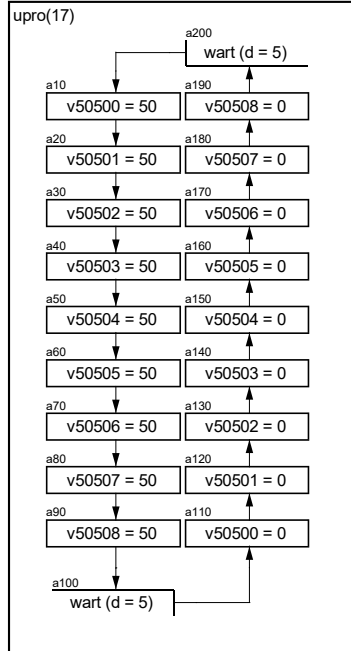 upro(17)
a200
wart (d = 5)
a10
v50500 = 50
a190
v50508 = 0
a20
v50501 = 50
a180
v50507 = 0
a30
v50502 = 50
a170
v50506 = 0
a40
v50503 = 50
a160
v50505 = 0
a50
v50504 = 50
a150
v50504 = 0
a60
v50505 = 50
a140
v50503 = 0
a70
v50506 = 50
a130
v50502 = 0
a80
v50507 = 50
a120
v50501 = 0
a90
v50508 = 50
a110
v50500 = 0
a100
wart (d = 5)